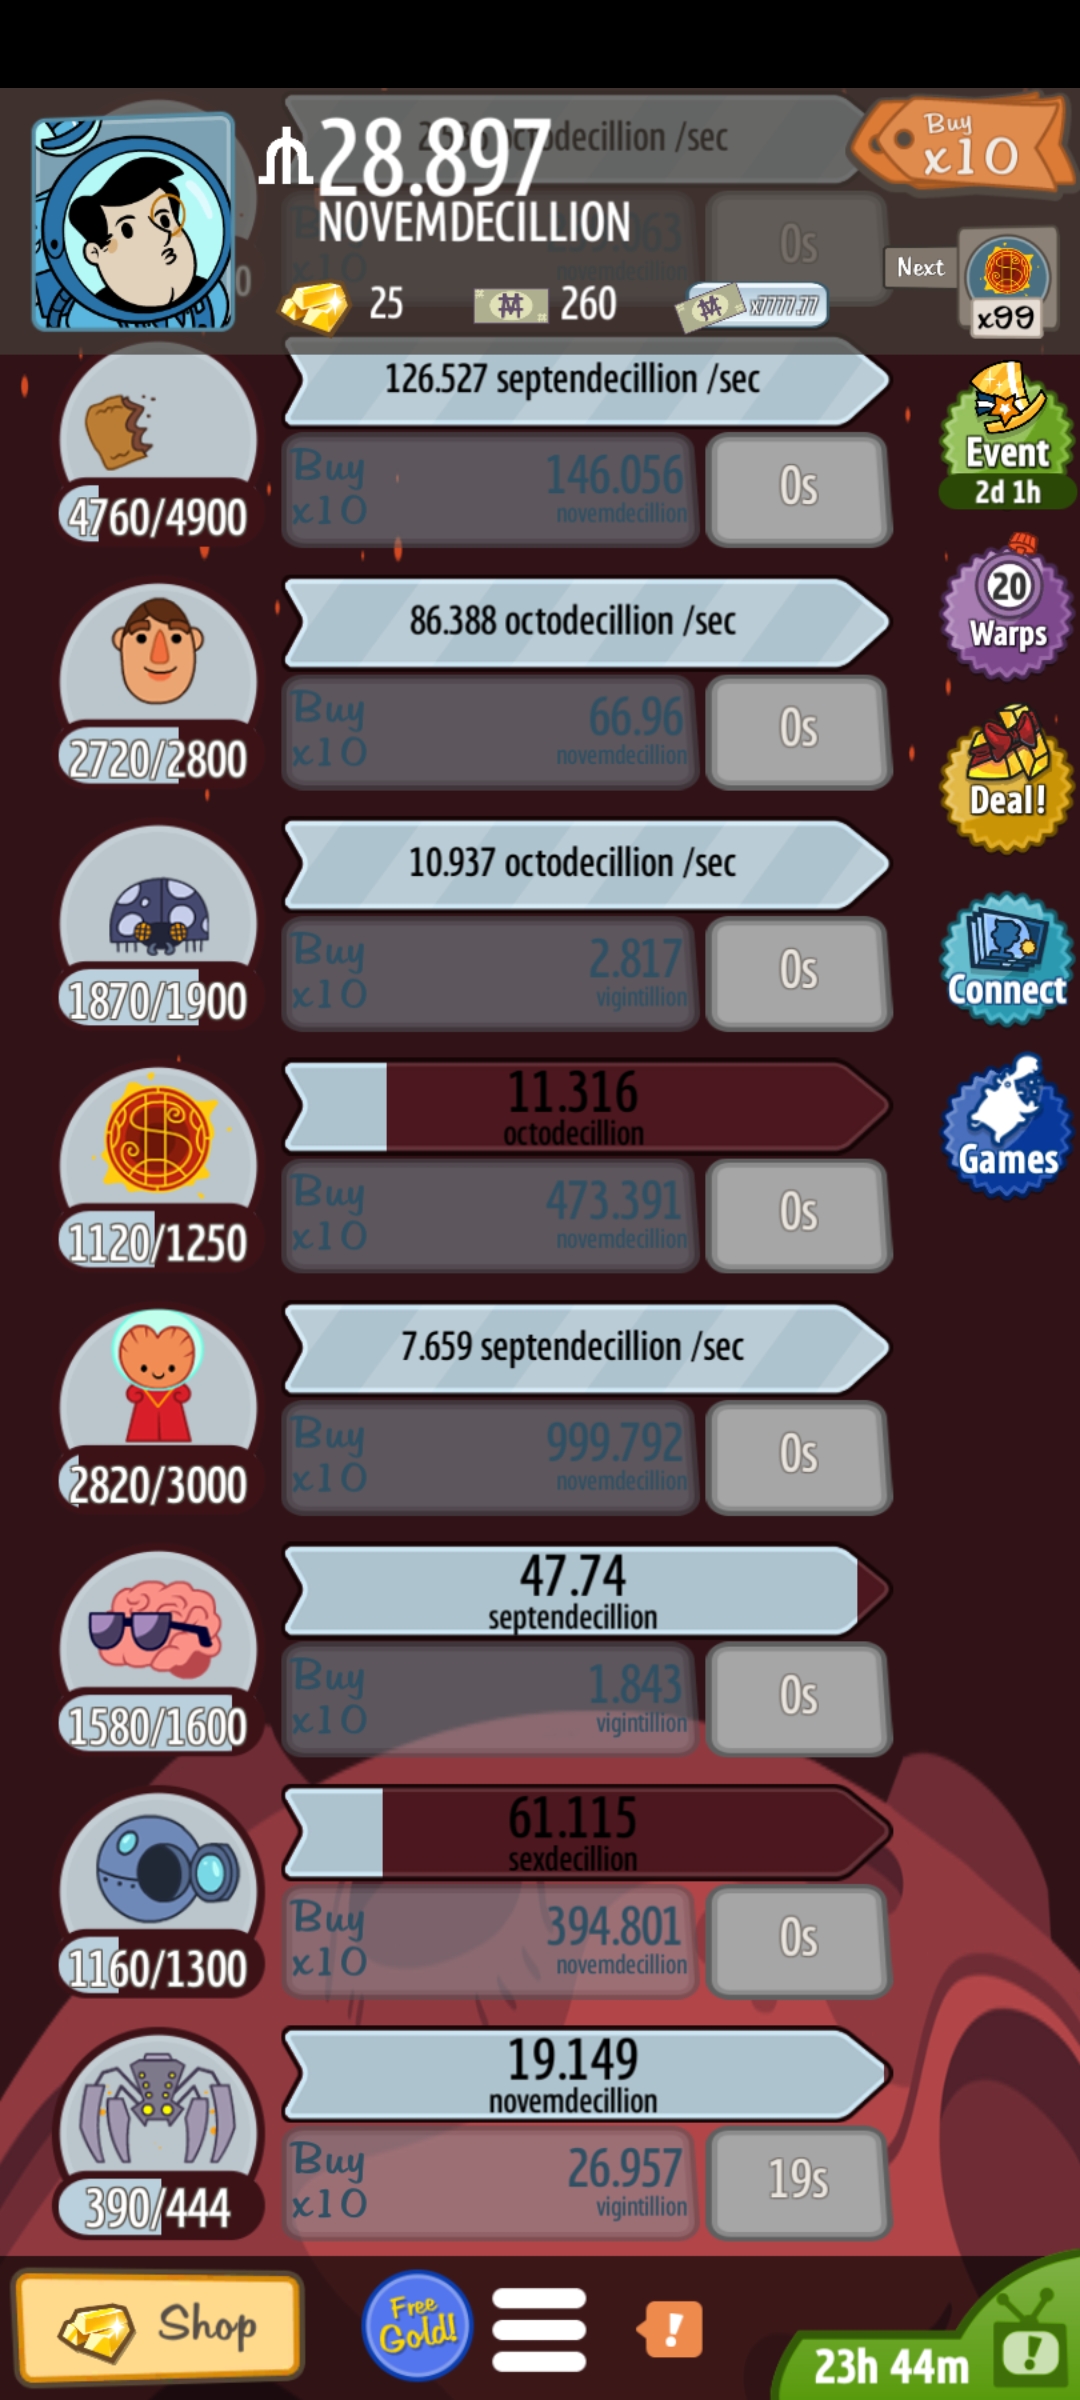 28.897
NOVEMDECILLION
octodecillion /sec
Buy
x10
novemdecillion
0s
25
260
x7777.77
Buy
x10
Next
x99
126.527 septendecillion /sec
Buy
x10
146.056
novemdecillion
0s
4760/4900
Event
2d 1h
86.388 octodecillion /sec
Buy
x10
66.96
novemdecillion
0s
2720/2800
20
Warps
Deal!
10.937 octodecillion /sec
Buy
x10
2.817
vigintillion
0s
1870/1900
Connect
11.316
octodecillion
Buy
x10
473.391
novemdecillion
0s
1120/1250
Games
7.659 septendecillion /sec
Buy
x10
999.792
novemdecillion
0s
2820/3000
47.74
septendecillion
Buy
x10
1.843
vigintillion
0s
1580/1600
61.115
sexdecillion
Buy
x10
394.801
novemdecillion
0s
1160/1300
19.149
novemdecillion
Buy
x10
26.957
vigintillion
19s
390/444
Shop
Free
Gold!
!
23h 44m
!